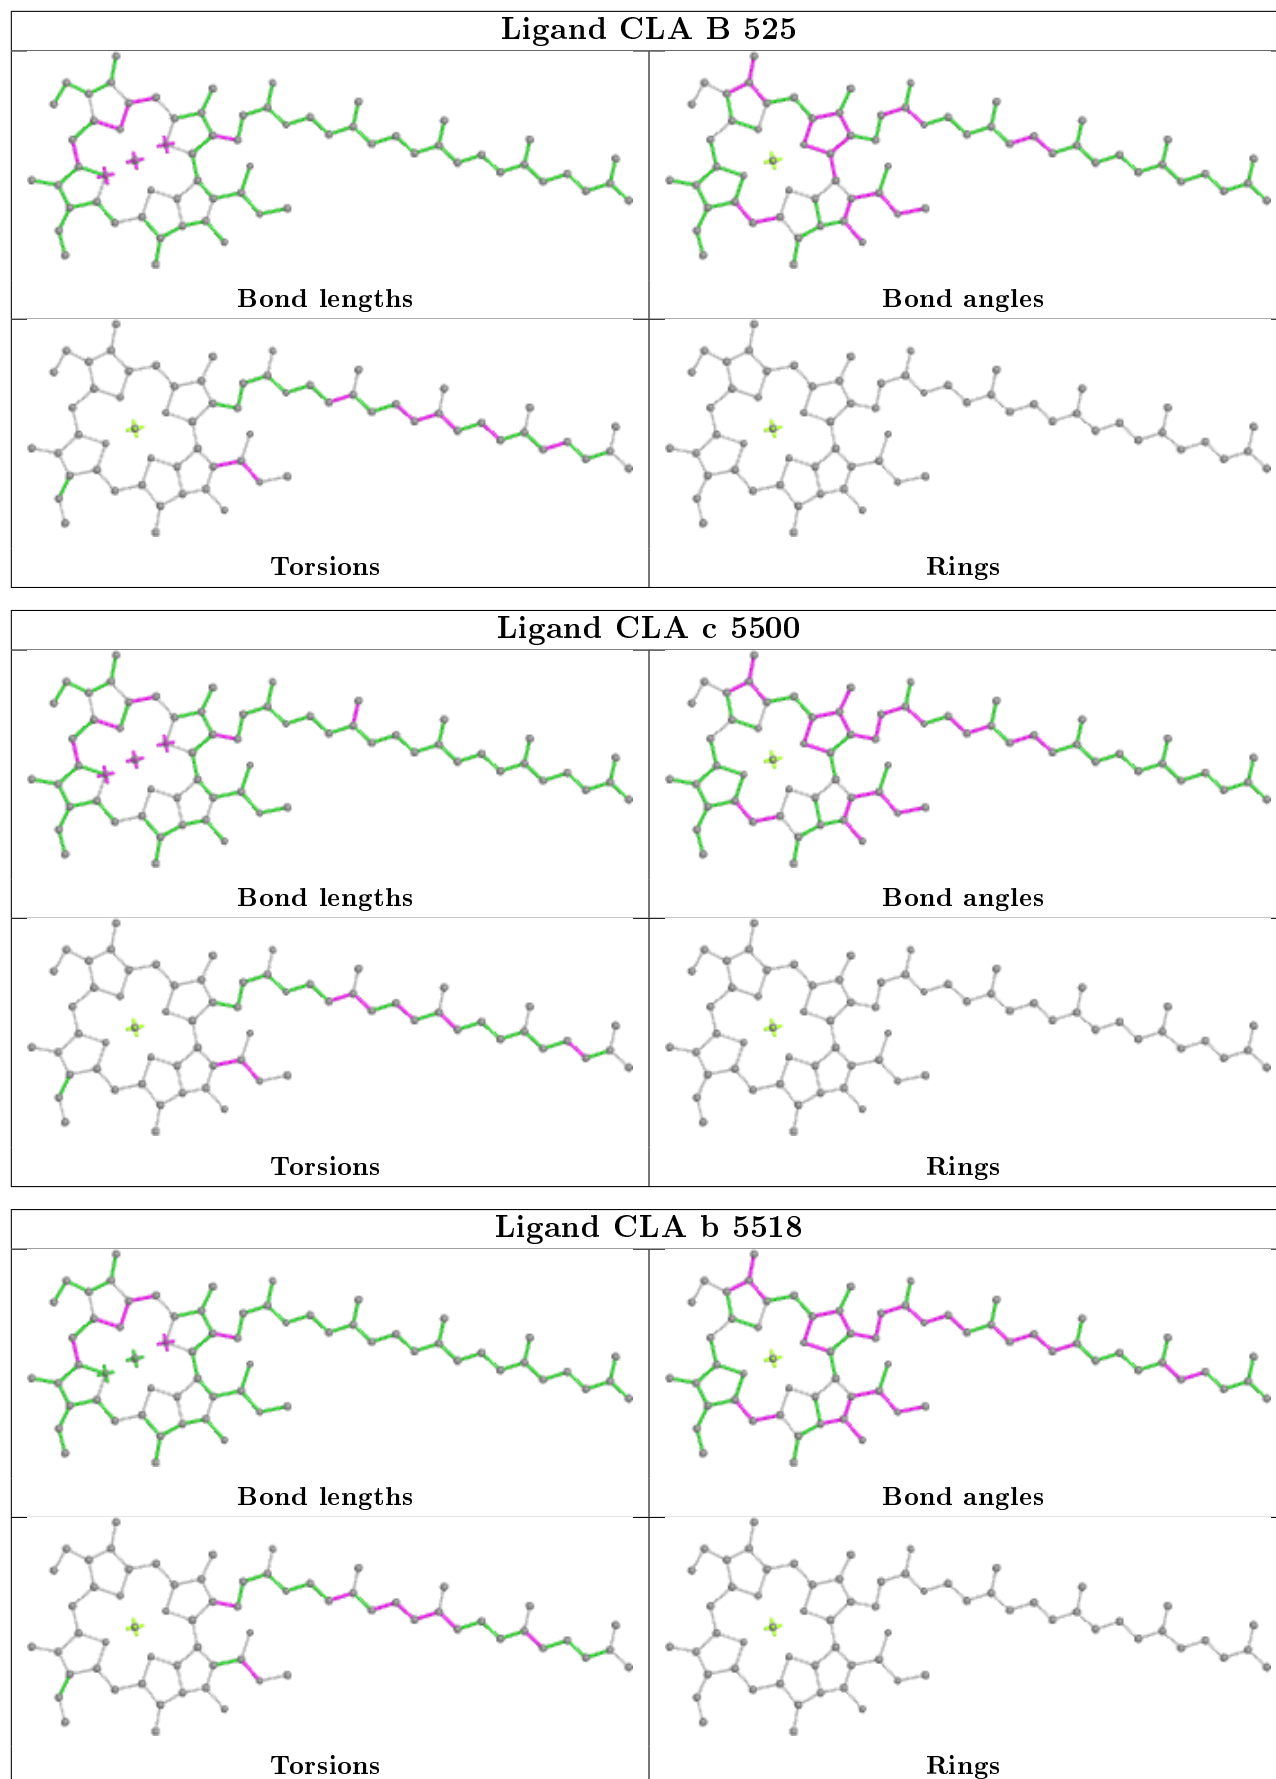 Ligand CLA B 525
Bond lengths
Bond angles
Torsions
Rings
Ligand CLA c 5500
Bond lengths
Bond angles
Torsions
Rings
Ligand CLA b 5518
Bond lengths
Bond angles
Torsions
Rings